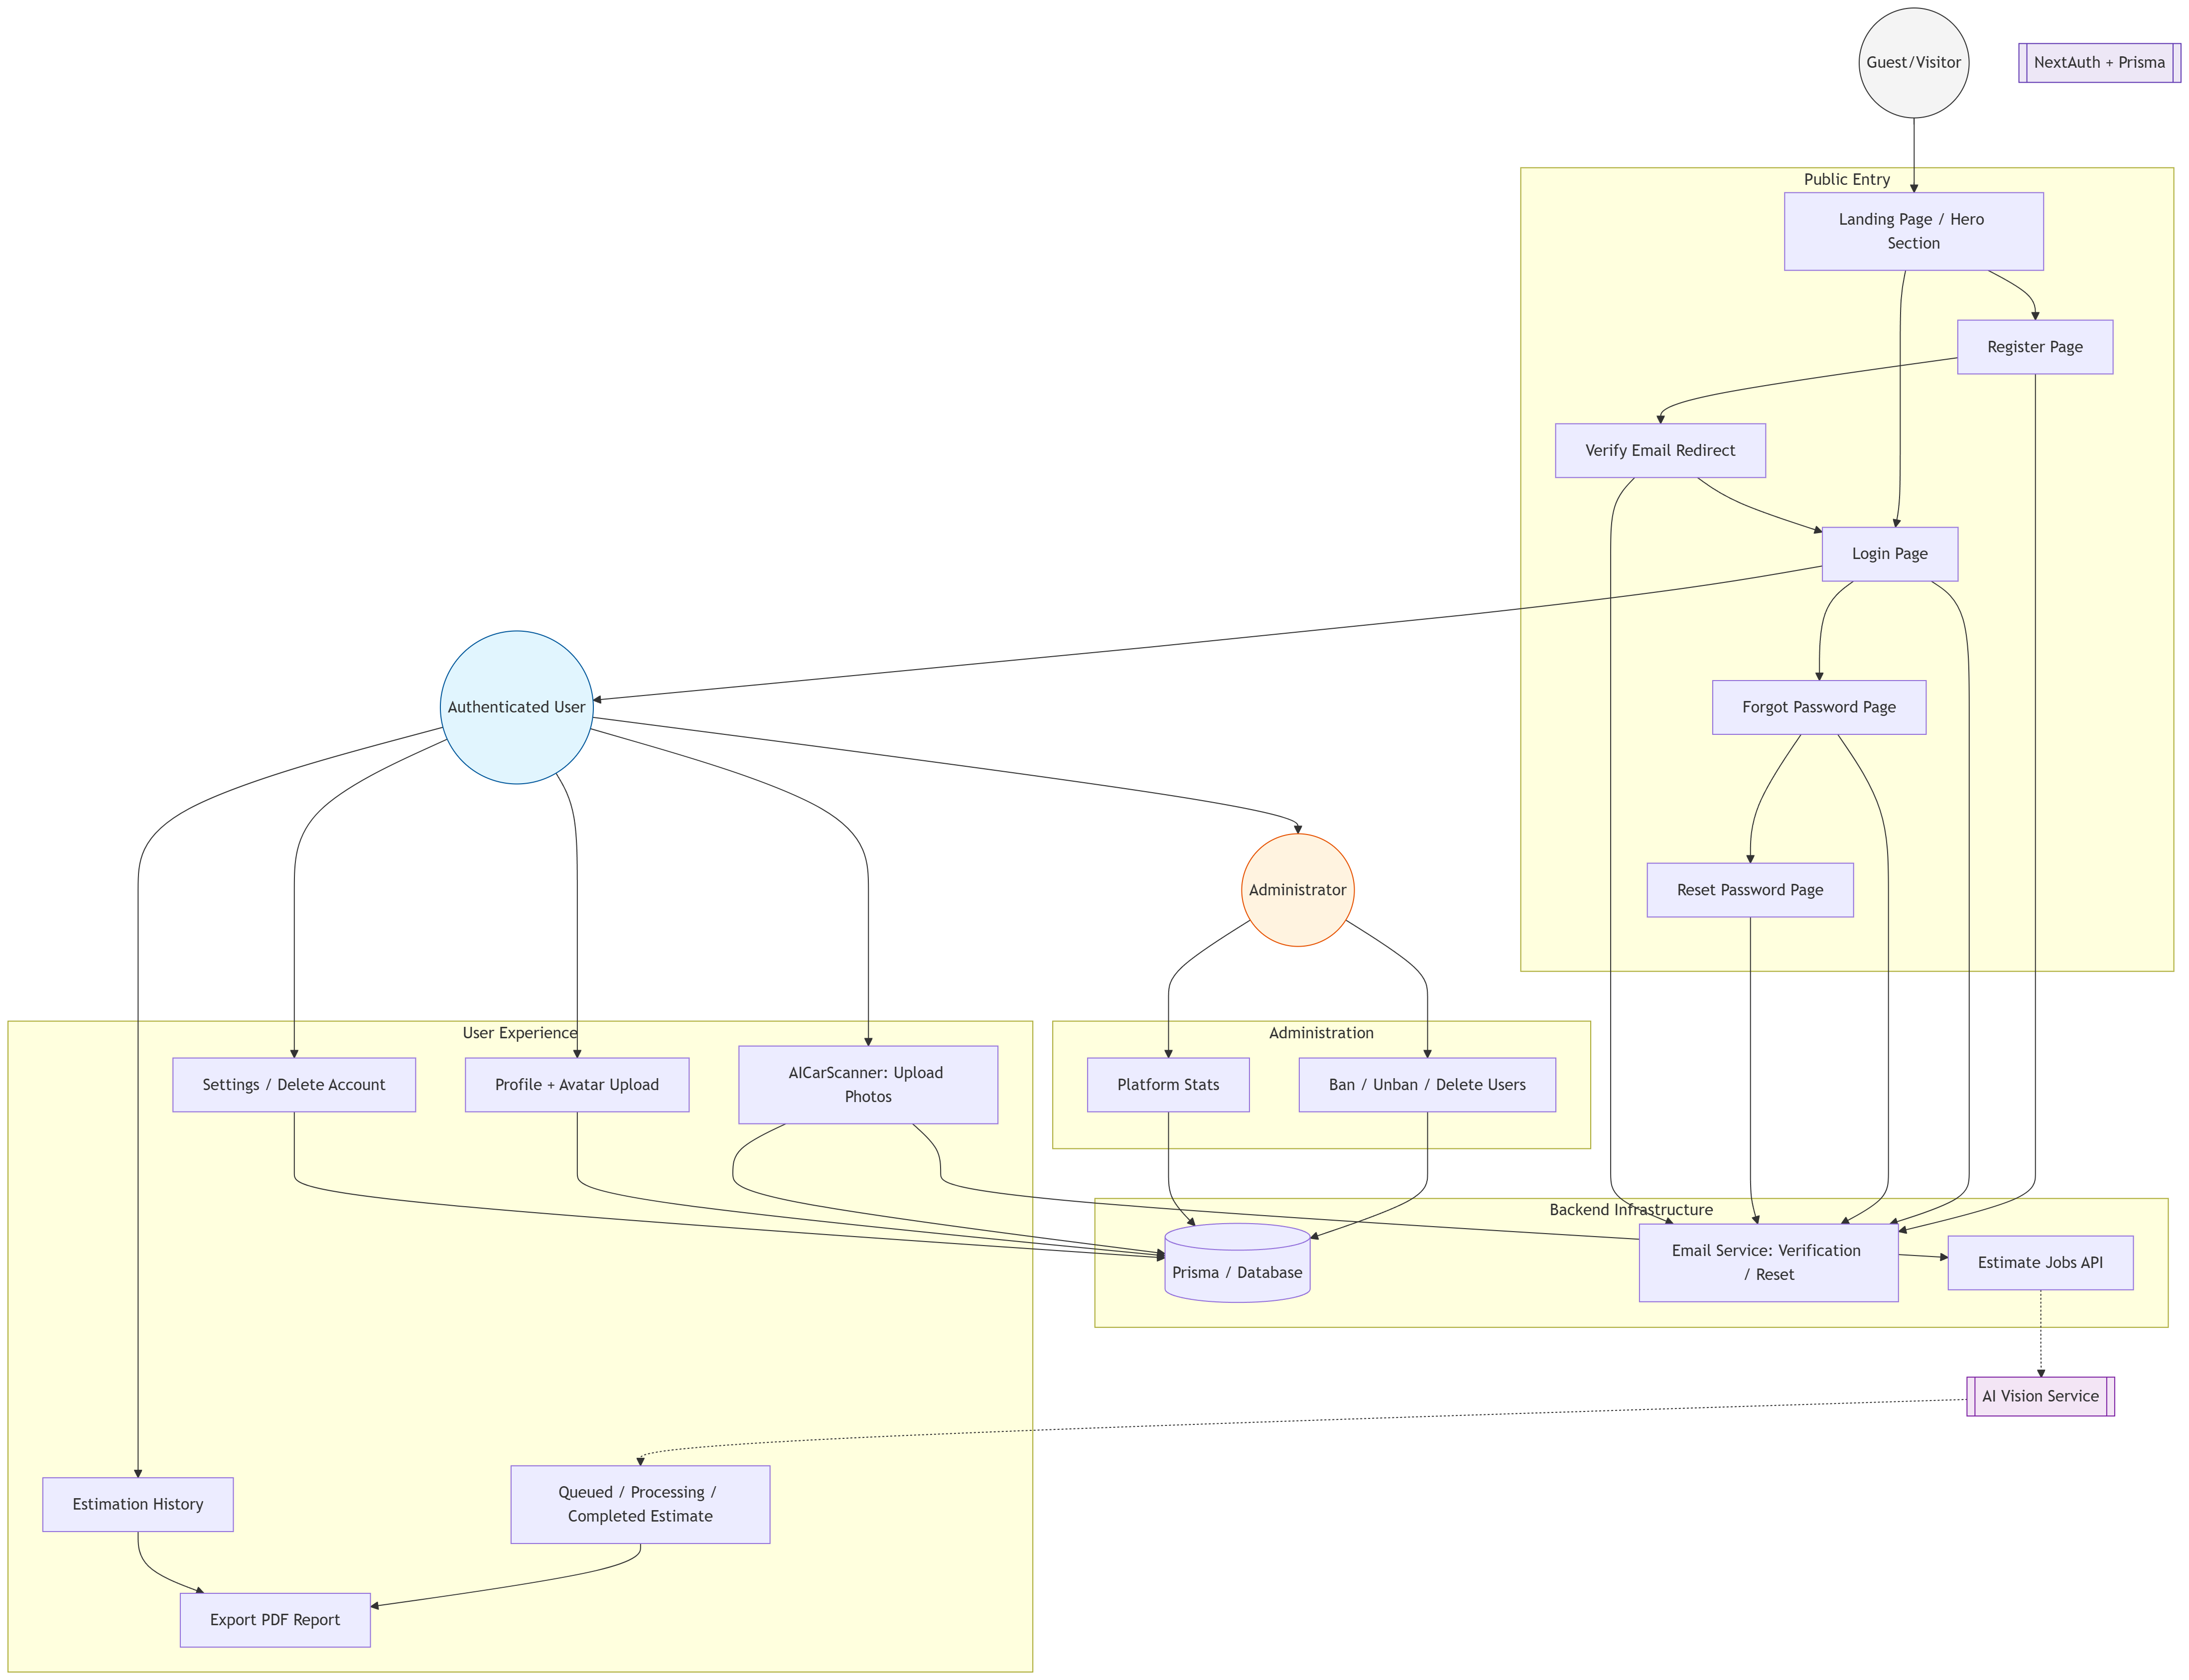 Guest/Visitor
NextAuth + Prisma
Public Entry
Landing Page / Hero
Section
Register Page
Verify Email Redirect
Login Page
Authenticated User
Forgot Password Page
Administrator
Reset Password Page
User Experience
Administration
Settings / Delete Account
Profile + Avatar Upload
AICarScanner: Upload
Photos
Platform Stats
Ban / Unban / Delete Users
Backend Infrastructure
Prisma / Database
Email Service: Verification
/ Reset
Estimate Jobs API
AI Vision Service
Estimation History
Queued / Processing /
Completed Estimate
Export PDF Report